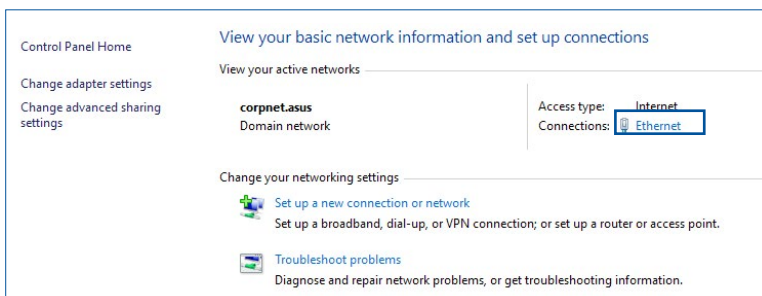 View your basic network information and set up connections
Control Panel Home
Change adapter settings
Change advanced sharing
settings
View your active networks
corpnet.asus
Domain network
Access type: Internet
Connections: Ethernet
Change your networking settings
Set up a new connection or network
Set up a broadband, dial-up, or VPN connection; or set up a router or access point.
Troubleshoot problems
Diagnose and repair network problems, or get troubleshooting information.